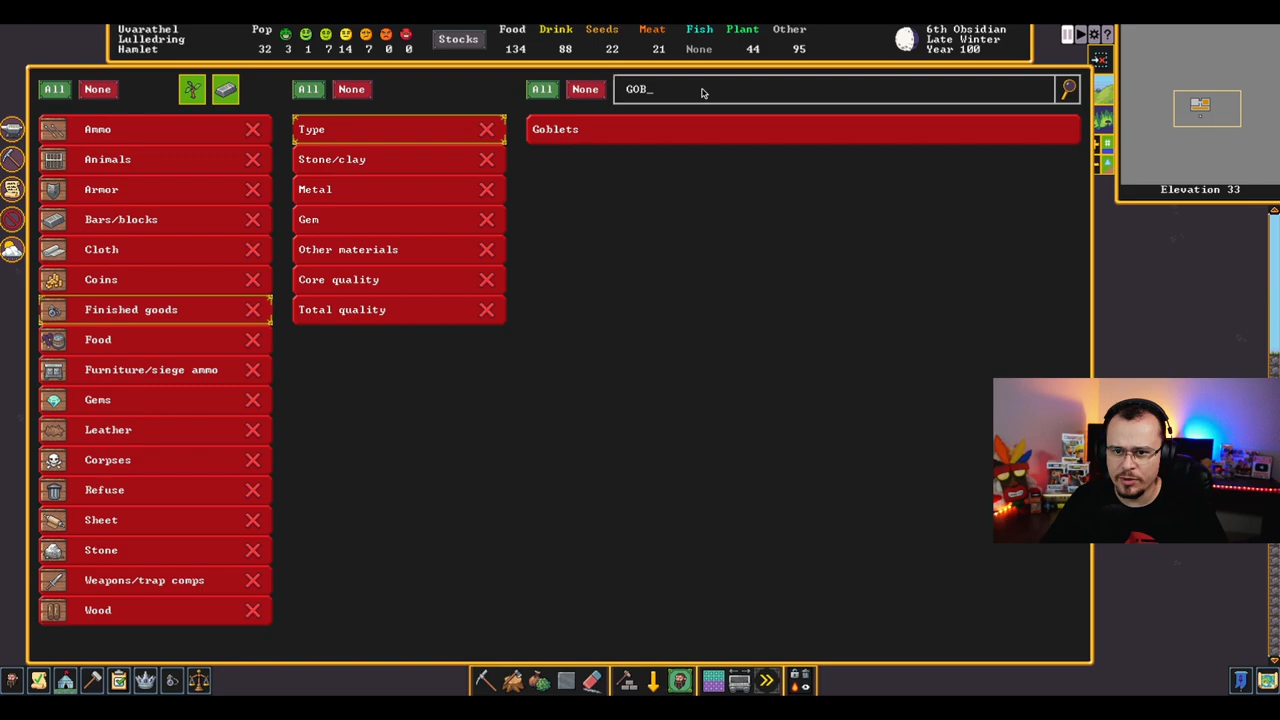 Uvarathel
Lulledring
Hamlet
Pop
32 3 1 7 14 7 0 0
Stocks
Food Drink Seeds Meat Fish Plant Other
134 88 22 21 None 44 95
6th Obsidian
Late Winter
Year 100
?
All None
All None
All None
GOB_
Ammo
Animals
Armor
Bars/blocks
Cloth
Coins
Finished goods
Food
Furniture/siege ammo
Gems
Leather
Corpses
Refuse
Sheet
Stone
Weapons/trap comps
Wood
Type
Stone/clay
Metal
Gem
Other materials
Core quality
Total quality
Goblets
Elevation 33